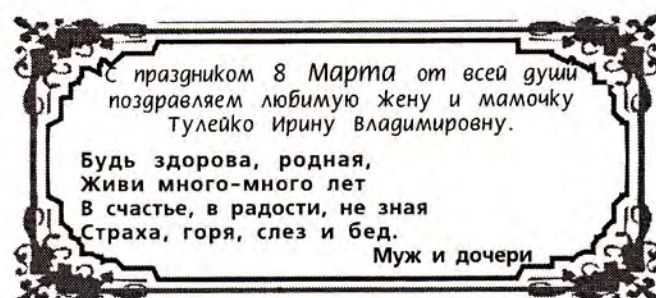 С праздником 8 Марта от всей души
поздравляем любимую жену и мамочку
Тулейко Ирину Владимировну.
Будь здорова, родная,
Живи много-много лет
В счастье, в радости, не зная
Страха, горя, слез и бед.
Муж и дочери